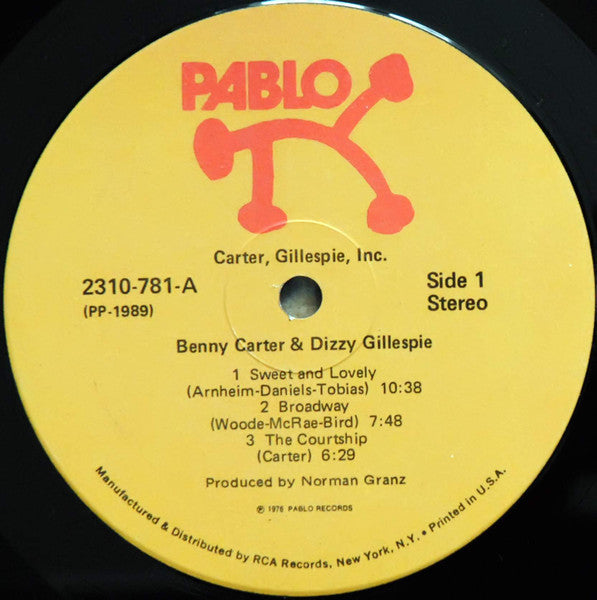 PABLO
Carter, Gillespie, Inc.
2310-781-A
(PP-1989)
Side 1
Stereo
Benny Carter & Dizzy Gillespie
1 Sweet and Lovely
(Arnheim-Daniels-Tobias) 10:38
2 Broadway
(Woode-McRae-Bird) 7:48
3 The Courtship
(Carter) 6:29
Produced by Norman Granz
℗ 1976 PABLO RECORDS
Manufactured & Distributed by RCA Records, New York, N.Y. • Printed in U.S.A.